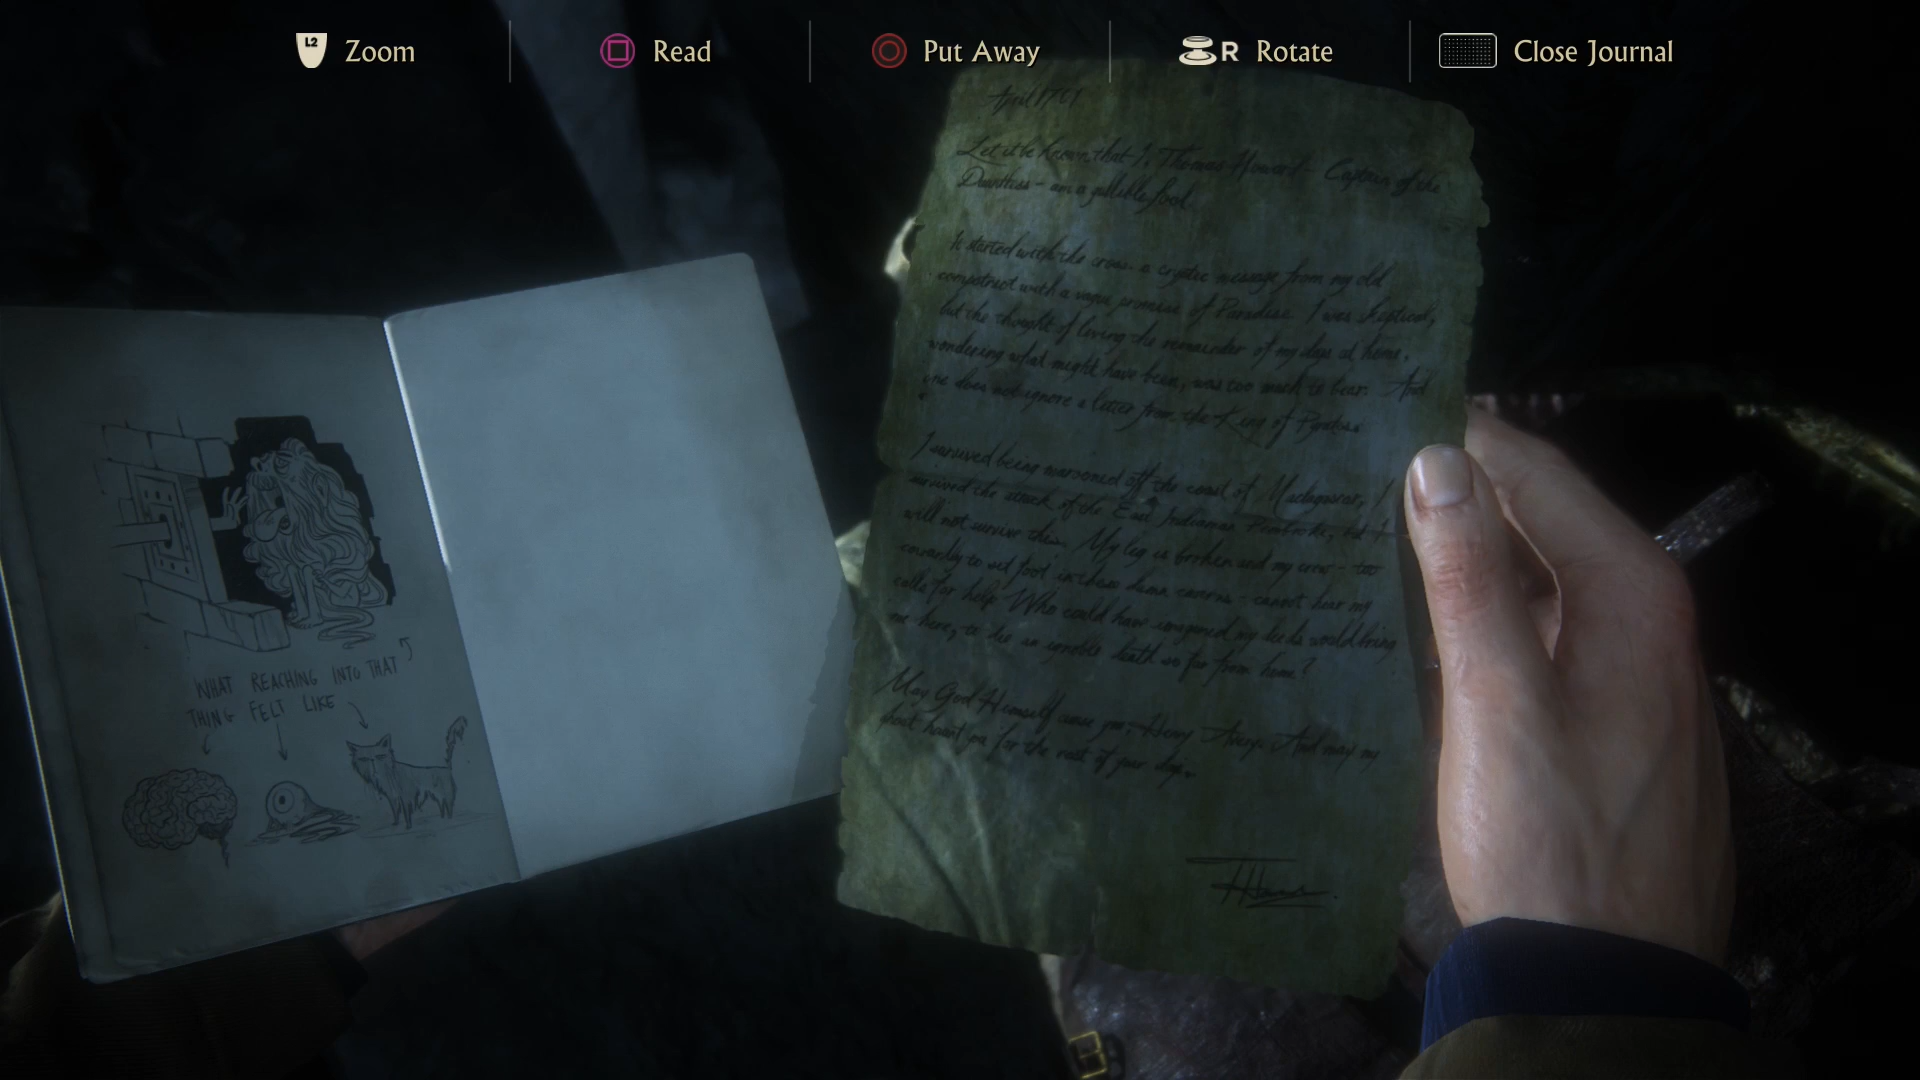 L2 Zoom
Read
Put Away
R Rotate
Close Journal
WHAT REACHING INTO THAT
THING FELT LIKE
April 1701
Let it be known that I, Thomas Howard - Captain of the
Dauntless - am a gullible fool.
It started with the cross - a cryptic message from my old
compatriot with a vague promise of Paradise. I was skeptical,
but the thought of living the remainder of my days at home,
wondering what might have been, was too much to bear. And
one does not ignore a letter from the King of Pirates.
I survived being marooned off the coast of Madagascar, I
survived the attack of the East Indiaman Pembroke, but I
will not survive this. My leg is broken and my crew - too
cowardly to set foot in these damn caverns - cannot hear my
calls for help. Who could have conjured my deeds would bring
me here, to die an ignoble death so far from home?
May God Himself curse you, Henry Avery. And may my
ghost haunt you for the rest of your days.